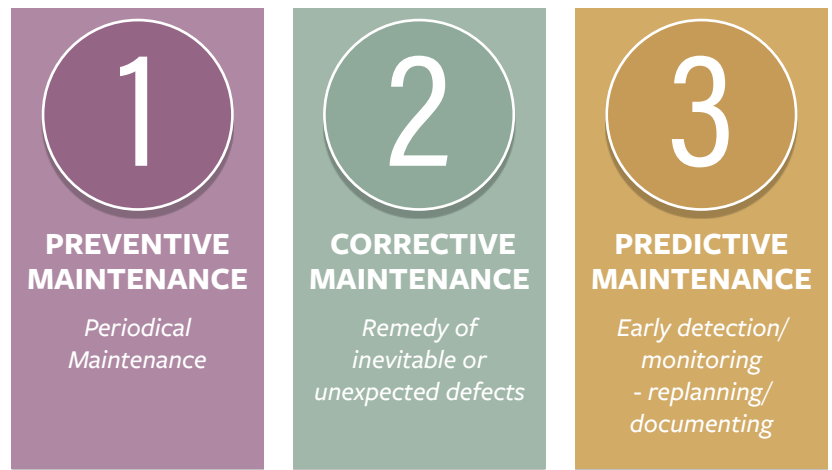 1
PREVENTIVE
MAINTENANCE
Periodical
Maintenance
2
CORRECTIVE
MAINTENANCE
Remedy of
inevitable or
unexpected defects
3
PREDICTIVE
MAINTENANCE
Early detection/
monitoring
- replanning/
documenting